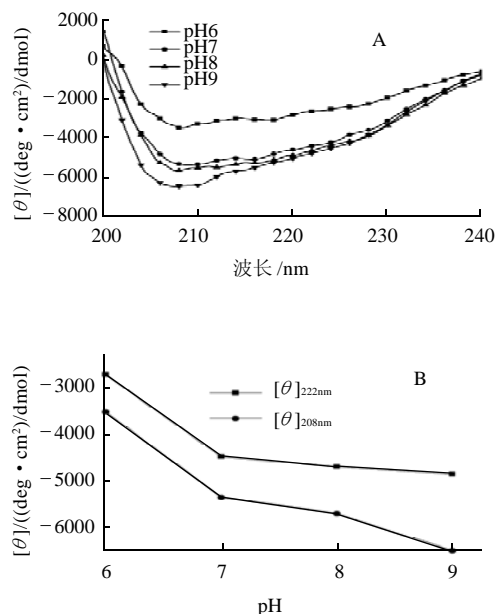 2000
0
−2000
−4000
−6000
−8000
[θ]/((deg·cm²)/dmol)
pH6
pH7
pH8
pH9
A
200 210 220 230 240
波长 /nm
−3000
−4000
−5000
−6000
[θ]/((deg·cm²)/dmol)
[θ]222nm
[θ]208nm
B
6 7 8 9
pH